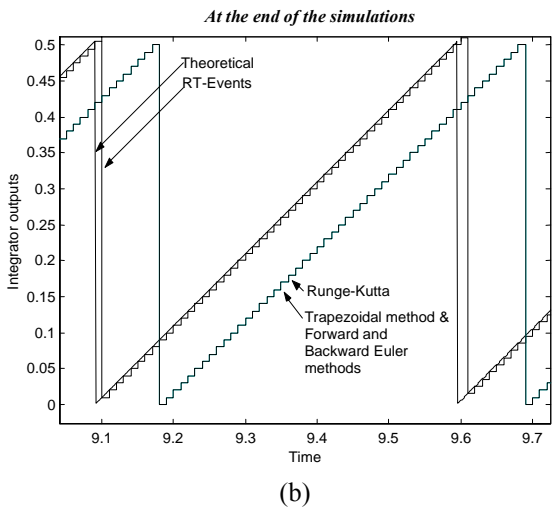 At the end of the simulations
0.5
0.45
0.4
0.35
0.3
0.25
0.2
0.15
0.1
0.05
0
Integrator outputs
Theoretical
RT-Events
Runge-Kutta
Trapezoidal method &
Forward and
Backward Euler
methods
9.1 9.2 9.3 9.4 9.5 9.6 9.7
Time
(b)